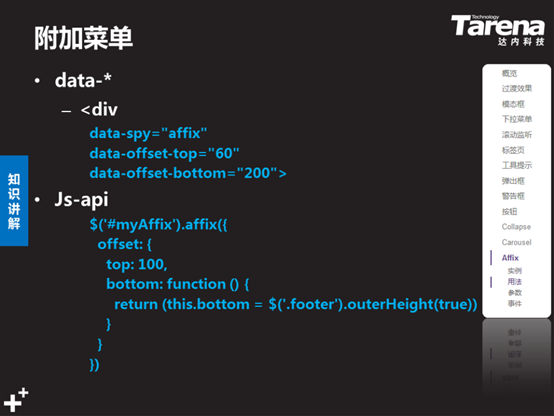 附加菜单
Technology
Tarena
达内科技
• data-*
– <div
data-spy="affix"
data-offset-top="60"
data-offset-bottom="200">
• Js-api
$('#myAffix').affix({
offset: {
top: 100,
bottom: function () {
return (this.bottom = $('.footer').outerHeight(true))
}
}
})
知识讲解
概览
过渡效果
模态框
下拉菜单
滚动监听
标签页
工具提示
弹出框
警告框
按钮
Collapse
Carousel
Affix
实例
用法
参数
事件